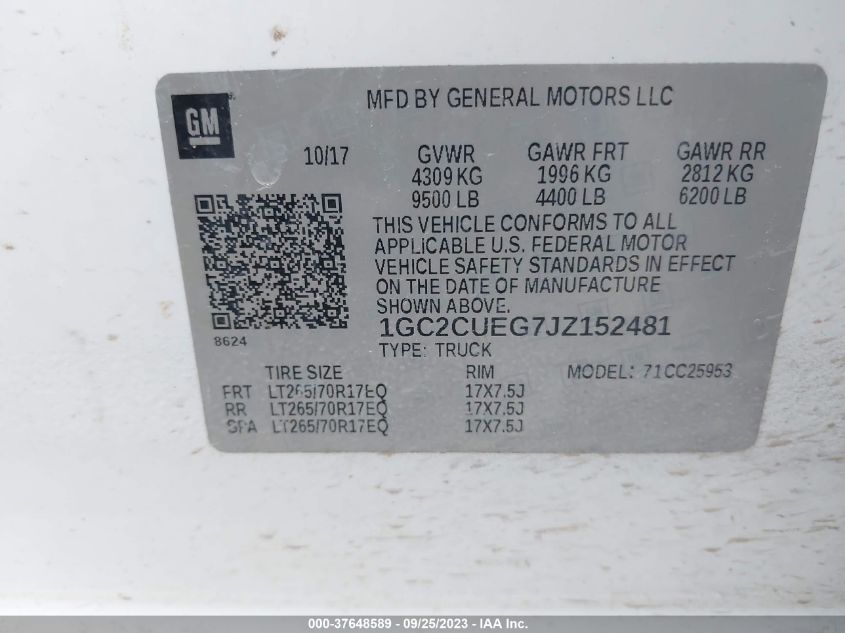 MFD BY GENERAL MOTORS LLC
GM
10/17 GVWR GAWR FRT GAWR RR
4309 KG 1996 KG 2812 KG
9500 LB 4400 LB 6200 LB
THIS VEHICLE CONFORMS TO ALL
APPLICABLE U.S. FEDERAL MOTOR
VEHICLE SAFETY STANDARDS IN EFFECT
ON THE DATE OF MANUFACTURE
SHOWN ABOVE.
8624
1GC2CUEG7JZ152481
TYPE: TRUCK
TIRE SIZE RIM MODEL: 71CC25953
FRT LT265/70R17EQ 17X7.5J
RR LT265/70R17EQ 17X7.5J
SPA LT265/70R17EQ 17X7.5J
000-37648589 - 09/25/2023 - IAA Inc.